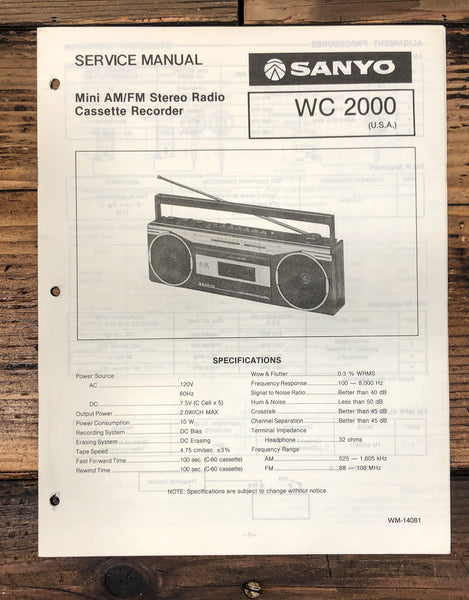 SERVICE MANUAL
SANYO
Mini AM/FM Stereo Radio
Cassette Recorder
WC 2000
(U.S.A.)
SANYO
SPECIFICATIONS
Power Source
AC 120V
60Hz
DC 7.5V (C Cell x 5)
Output Power 2.0W/CH MAX
Power Consumption 10 W
Recording System DC Bias
Erasing System DC Erasing
Tape Speed 4.75 cm/sec. ±3%
Fast Forward Time 100 sec. (C-60 cassette)
Rewind Time 100 sec. (C-60 cassette)
Wow & Flutter 0.3 % WRMS
Frequency Response 100 — 8,000 Hz
Signal to Noise Ratio Better than 40 dB
Hum & Noise Less than 50 dB
Crosstalk Better than 45 dB
Channel Separation Better than 45 dB
Terminal Impedance
Headphone 32 ohms
Frequency Range
AM 525 — 1,605 kHz
FM 88 — 108 MHz
NOTE: Specifications are subject to change without notice.
WM-14081